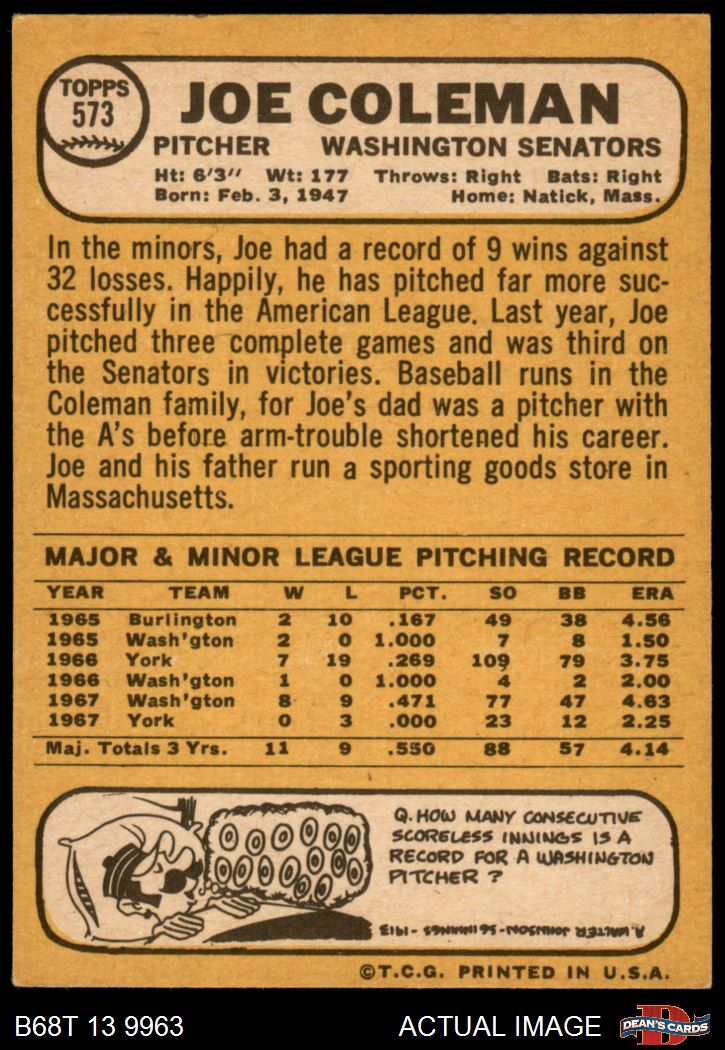 TOPPS
573
JOE COLEMAN
PITCHER WASHINGTON SENATORS
Ht: 6'3" Wt: 177 Throws: Right Bats: Right
Born: Feb. 3, 1947 Home: Natick, Mass.
In the minors, Joe had a record of 9 wins against
32 losses. Happily, he has pitched far more suc-
cessfully in the American League. Last year, Joe
pitched three complete games and was third on
the Senators in victories. Baseball runs in the
Coleman family, for Joe's dad was a pitcher with
the A's before arm-trouble shortened his career.
Joe and his father run a sporting goods store in
Massachusetts.
MAJOR & MINOR LEAGUE PITCHING RECORD
YEAR TEAM W L PCT. SO BB ERA
1965 Burlington 2 10 .167 49 38 4.56
1965 Wash'gton 2 0 1.000 7 8 1.50
1966 York 7 19 .269 109 79 3.75
1966 Wash'gton 1 0 1.000 4 2 2.00
1967 Wash'gton 8 9 .471 77 47 4.63
1967 York 0 3 .000 23 12 2.25
Maj. Totals 3 Yrs. 11 9 .550 88 57 4.14
Q. HOW MANY CONSECUTIVE
SCORELESS INNINGS IS A
RECORD FOR A WASHINGTON
PITCHER ?
A. WALTER JOHNSON-56 INNINGS -1913
©T.C.G. PRINTED IN U.S.A.
B68T 13 9963 ACTUAL IMAGE D DEAN'S CARDS